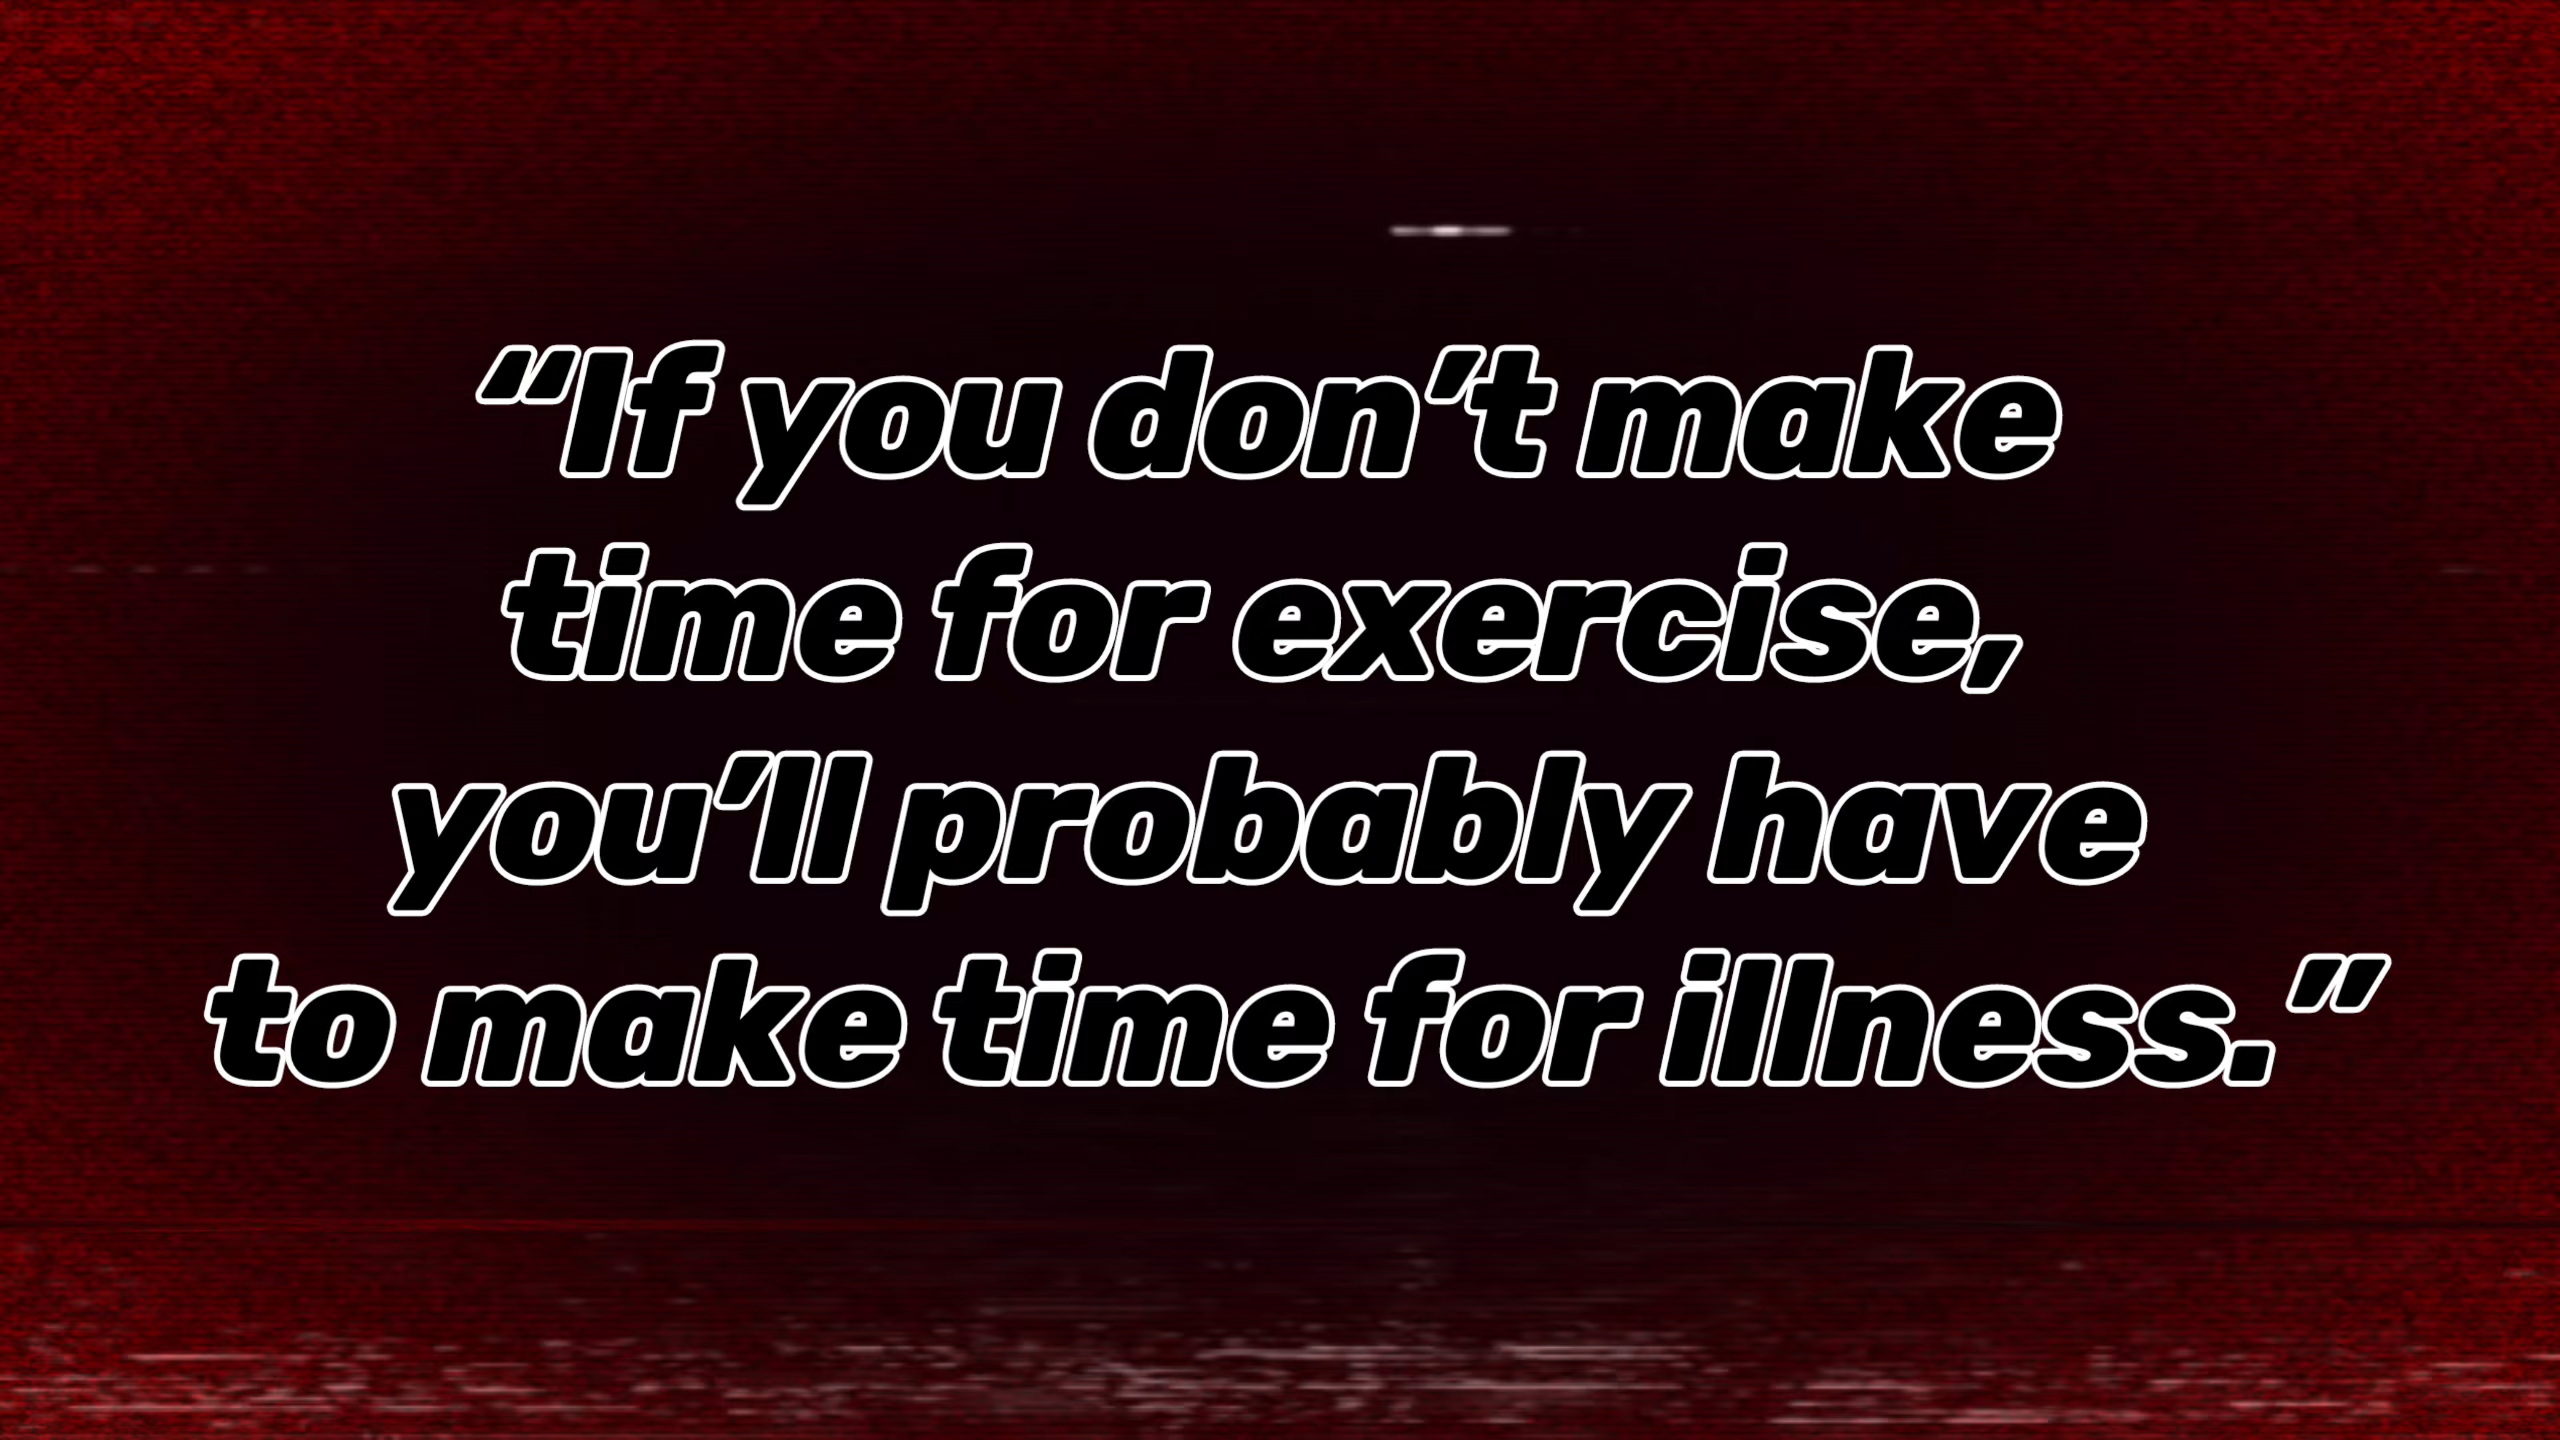 “If you don’t make
time for exercise,
you’ll probably have
to make time for illness.”